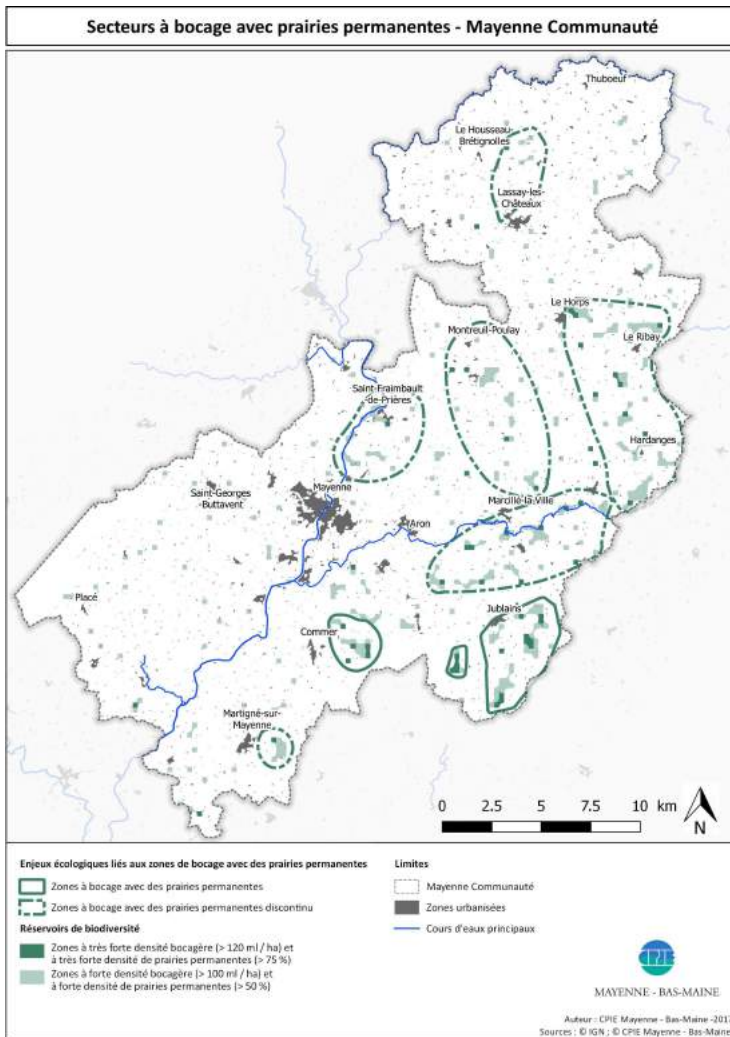 Secteurs à bocage avec prairies permanentes - Mayenne Communauté
Thuboeuf
Le Housseau-
Brétignolles
Lassay-les-
Châteaux
Le Horps
Montreuil-Poulay
Le Ribay
Saint-Fraimbault
-de-Prières
Hardanges
Mayenne
Saint-Georges-
Buttavent
Marcillé-la-Ville
Aron
Placé
Jublains
Commer
Martigné-sur-
Mayenne
0 2.5 5 7.5 10 km
N
Enjeux écologiques liés aux zones de bocage avec des prairies permanentes
Zones à bocage avec des prairies permanentes
Zones à bocage avec des prairies permanentes discontinu
Réservoirs de biodiversité
Zones à très forte densité bocagère (> 120 ml / ha) et
à très forte densité de prairies permanentes (> 75 %)
Zones à forte densité bocagère (> 100 ml / ha) et
à forte densité de prairies permanentes (> 50 %)
Limites
Mayenne Communauté
Zones urbanisées
Cours d'eaux principaux
CPIE
MAYENNE - BAS-MAINE
Auteur : CPIE Mayenne - Bas-Maine -2017
Sources : © IGN ; © CPIE Mayenne - Bas-Maine